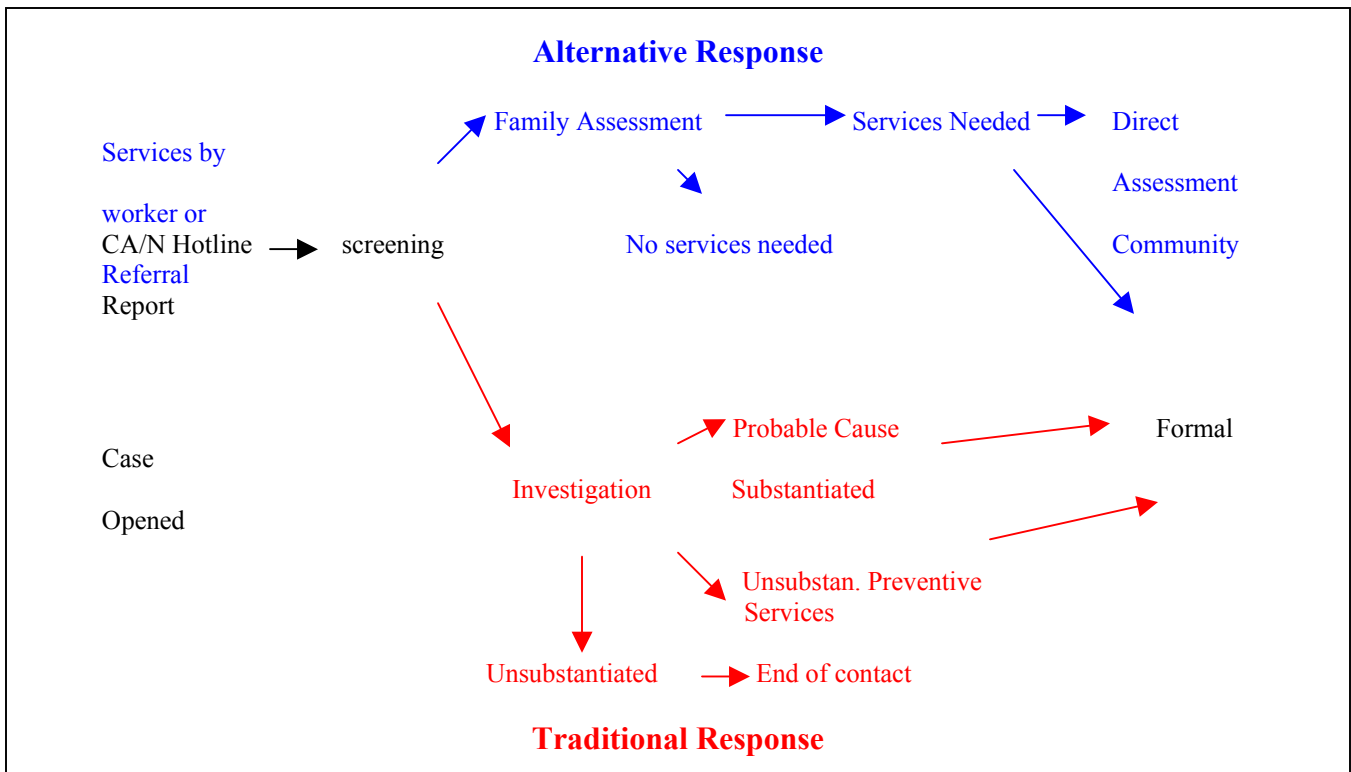 Alternative Response
Family Assessment
Services Needed
Direct
Services by
Assessment
worker or
CA/N Hotline
screening
No services needed
Community
Referral
Report
Probable Cause
Formal
Case
Investigation
Substantiated
Opened
Unsubstan. Preventive
Services
Unsubstantiated
End of contact
Traditional Response